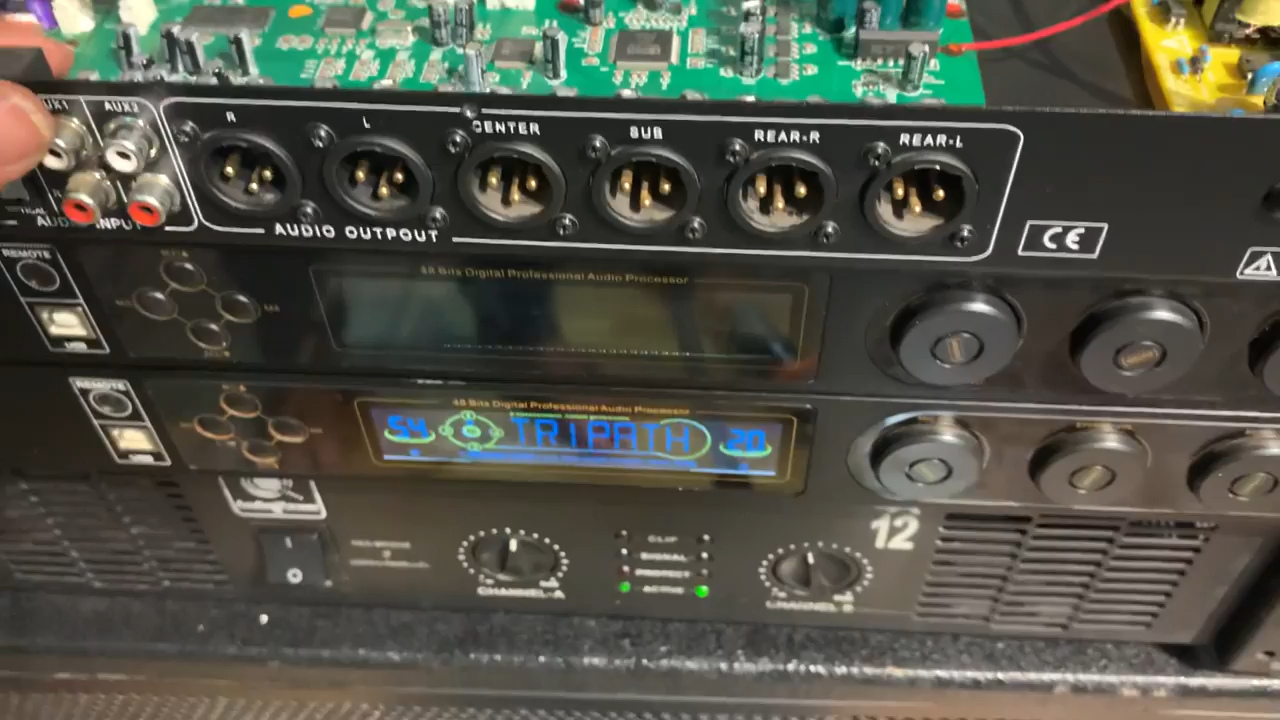 AUX1
AUX2
R
L
CENTER
SUB
REAR-R
REAR-L
AUDIO INPUT
AUDIO OUTPOUT
CE
REMOTE
48 Bits Digital Professional Audio Processor
REMOTE
48 Bits Digital Professional Audio Processor
54
TRIPATH
20
12
I
O
CLIP
SIGNAL
PROTECT
ACTIVE
CHANNEL-A
CHANNEL-B